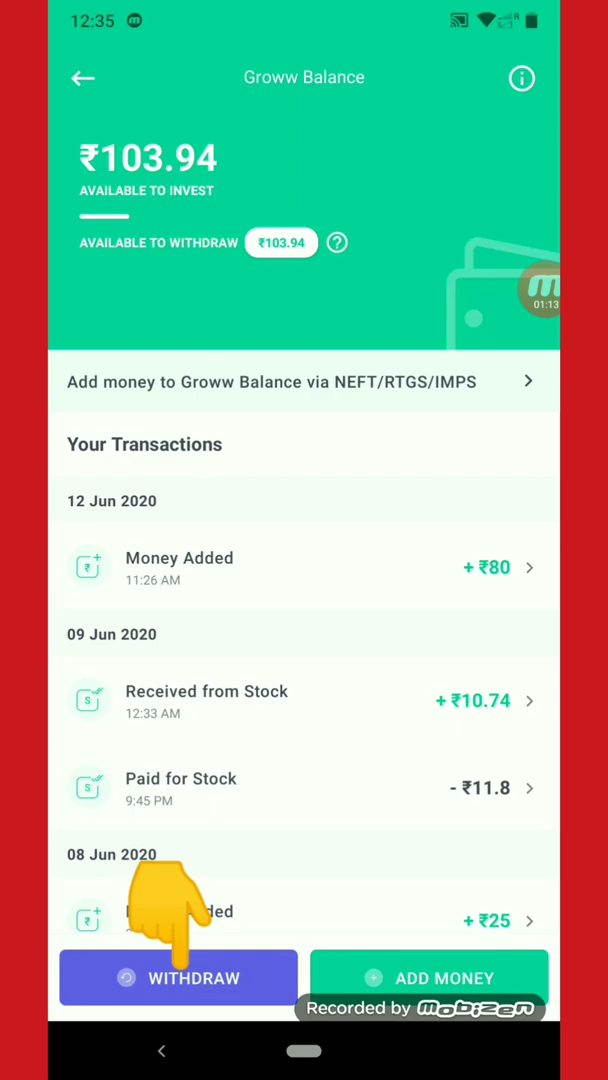 12:35
R
Groww Balance
₹103.94
AVAILABLE TO INVEST
AVAILABLE TO WITHDRAW ₹103.94 ?
01:13
Add money to Groww Balance via NEFT/RTGS/IMPS
Your Transactions
12 Jun 2020
Money Added
+ ₹80
11:26 AM
09 Jun 2020
Received from Stock
+ ₹10.74
12:33 AM
Paid for Stock
- ₹11.8
9:45 PM
08 Jun 2020
+ ₹25
WITHDRAW
ADD MONEY
Recorded by mobizen